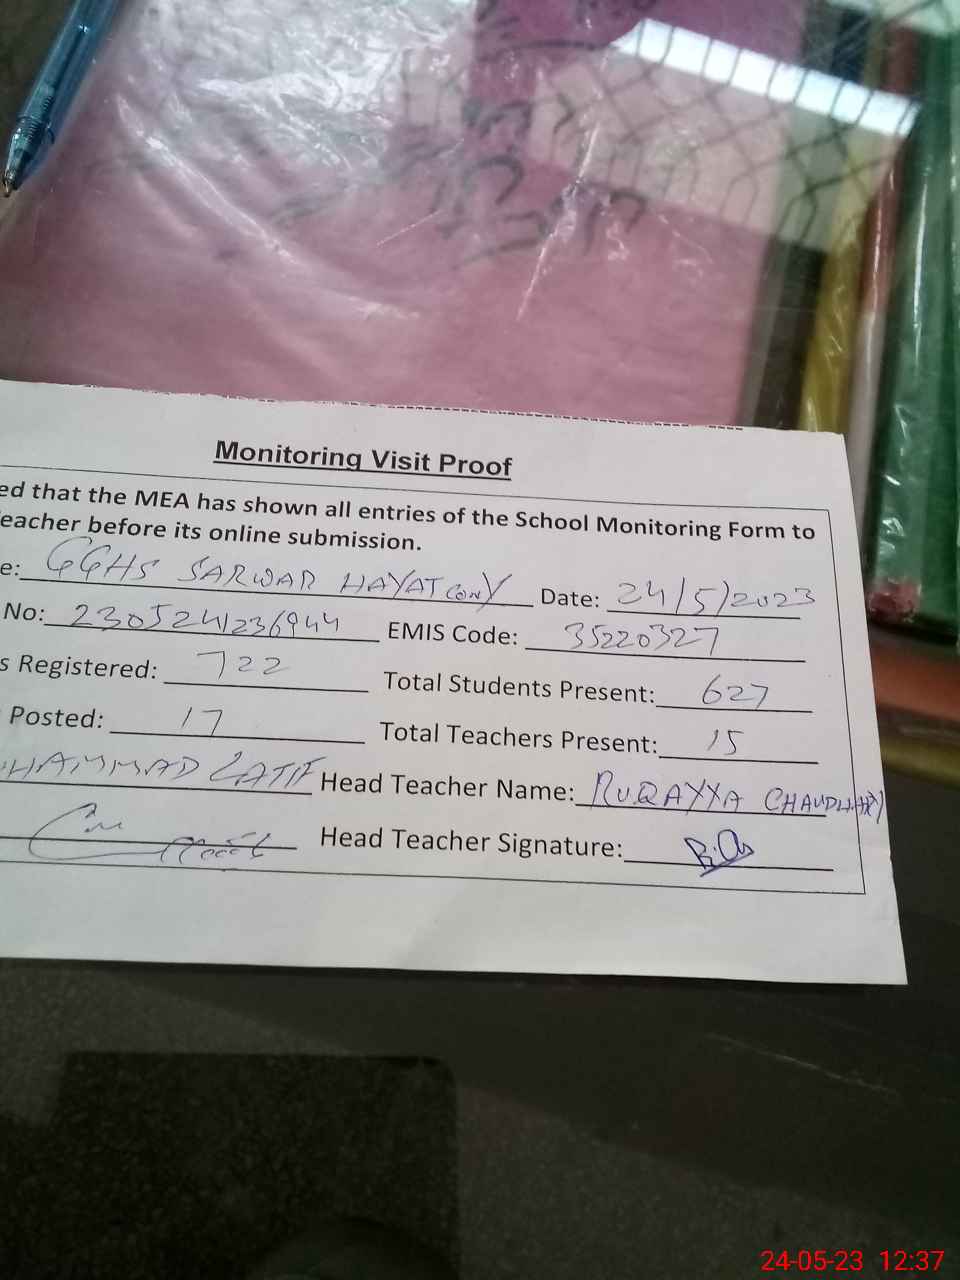 Monitoring Visit Proof
ed that the MEA has shown all entries of the School Monitoring Form to
eacher before its online submission.
e: GGHS SARWAR HAYAT CONY Date: 24/5/2023
No: 2305241236944 EMIS Code: 35220327
s Registered: 722 Total Students Present: 627
Posted: 17 Total Teachers Present: 15
HAMMAD LATIF Head Teacher Name: RUQAYYA CHAUDHRY
Head Teacher Signature:
24-05-23 12:37